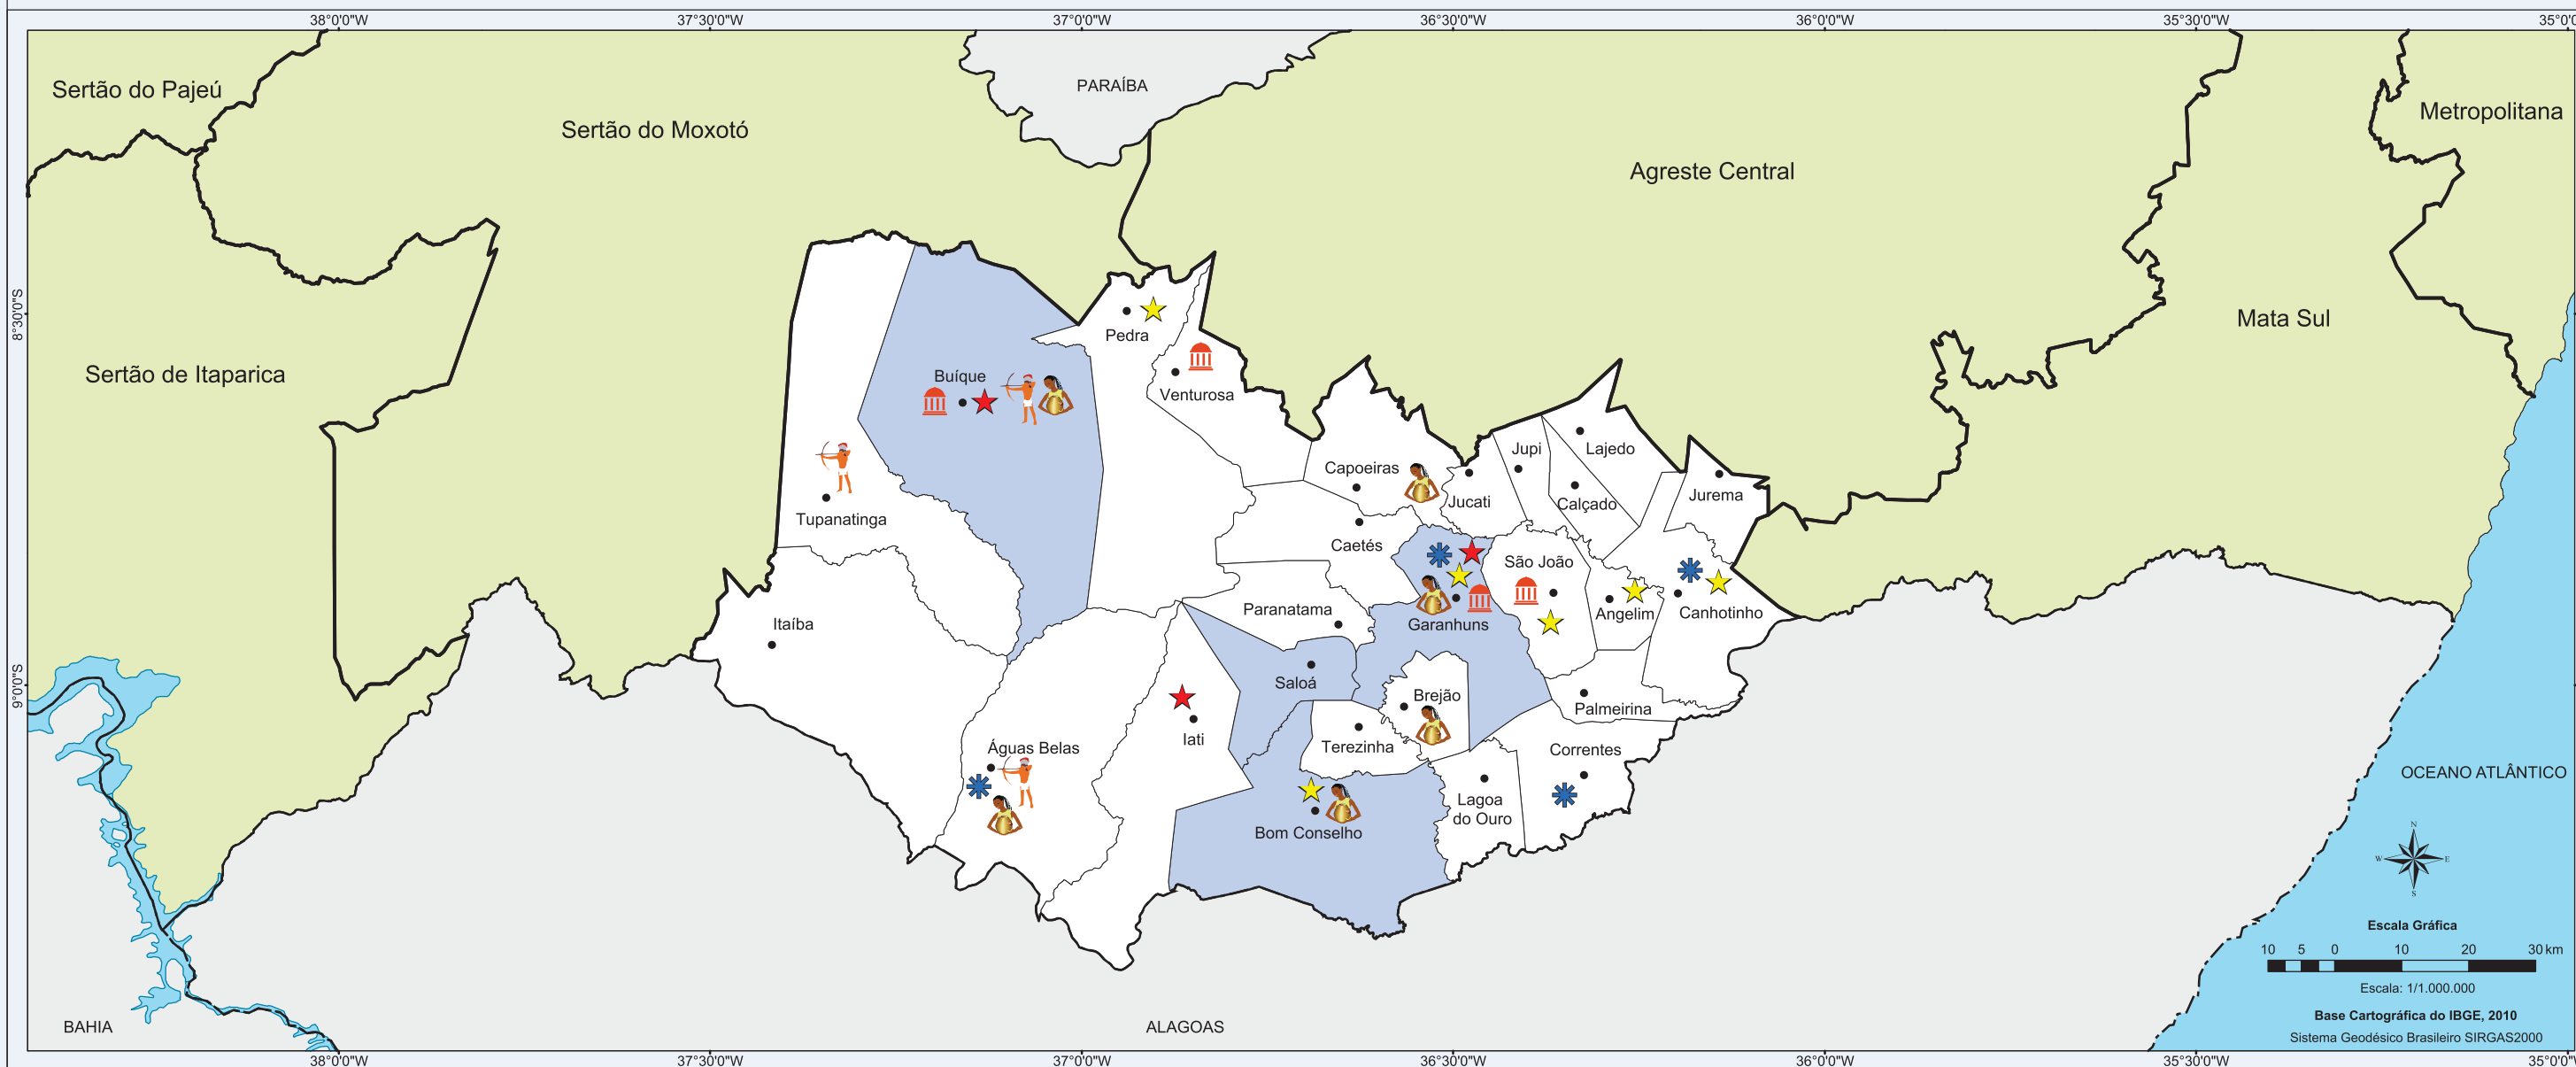 38°0'0"W
37°30'0"W
37°0'0"W
36°30'0"W
36°0'0"W
35°30'0"W
Sertão do Pajeú
PARAÍBA
Metropolitana
Sertão do Moxotó
Agreste Central
8°30'0"S
Mata Sul
Pedra
Sertão de Itaparica
Buíque
Venturosa
Jupi
Lajedo
Capoeiras
Jucati
Calçado
Jurema
Tupanatinga
Caetés
São João
Paranatama
Angelim
Canhotinho
Itaíba
Garanhuns
9°0'0"S
Saloá
Brejão
Palmeirina
Iati
Águas Belas
Terezinha
Correntes
OCEANO ATLÂNTICO
Lagoa
do Ouro
Bom Conselho
N
W
E
S
Escala Gráfica
10 5 0 10 20 30 km
Escala: 1/1.000.000
Base Cartográfica do IBGE, 2010
Sistema Geodésico Brasileiro SIRGAS2000
BAHIA
ALAGOAS
38°0'0"W
37°30'0"W
37°0'0"W
36°30'0"W
36°0'0"W
35°30'0"W